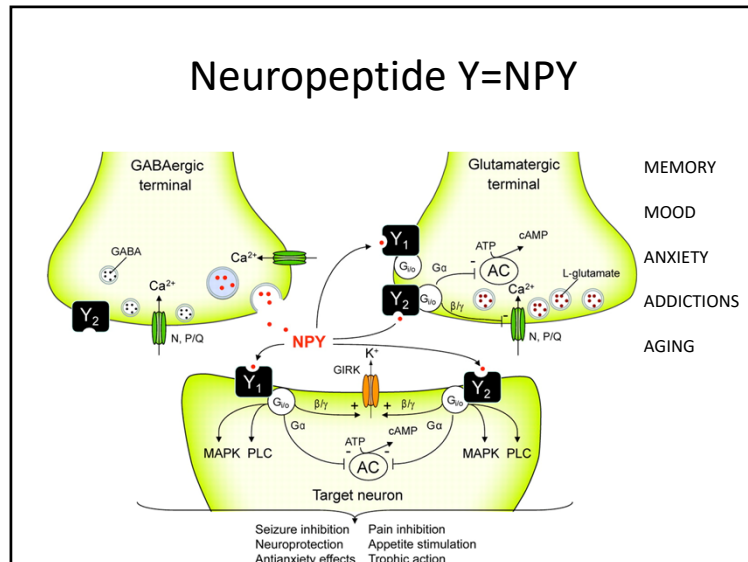 Neuropeptide Y=NPY
GABAergic
terminal
GABA
Ca2+
Ca2+
Y2
N, P/Q
Glutamatergic
terminal
Y1
Gi/o
Y2
Gi/o
Gα
β/γ
-
ATP
cAMP
AC
Ca2+
-
L-glutamate
N, P/Q
MEMORY
MOOD
ANXIETY
ADDICTIONS
AGING
NPY
K+
GIRK
Y1
Gi/o
β/γ
+
+
β/γ
Gi/o
Y2
Gα
ATP
cAMP
Gα
-
-
AC
MAPK PLC
MAPK PLC
Target neuron
Seizure inhibition Pain inhibition
Neuroprotection Appetite stimulation
Antianxiety effects Trophic action